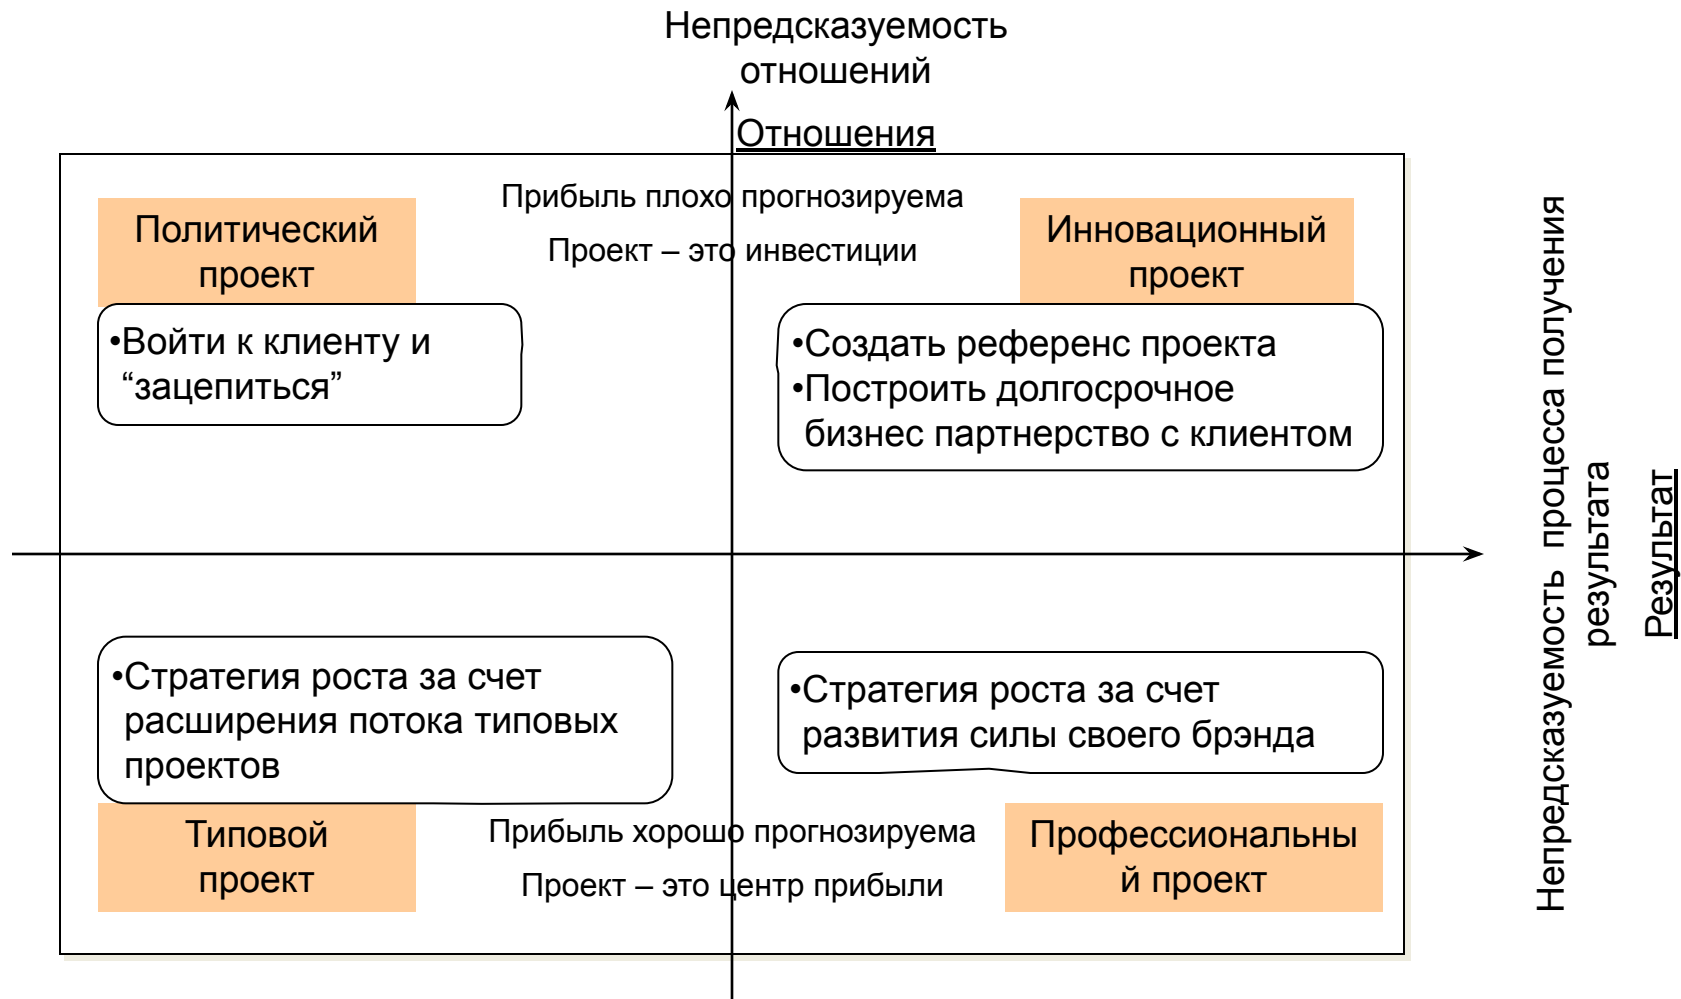 Непредсказуемость
отношений
Отношения
Прибыль плохо прогнозируема
Проект – это инвестиции
Политический
проект
•Войти к клиенту и
“зацепиться”
Инновационный
проект
•Создать референс проекта
•Построить долгосрочное
бизнес партнерство с клиентом
•Стратегия роста за счет
расширения потока типовых
проектов
Типовой
проект
•Стратегия роста за счет
развития силы своего брэнда
Профессиональны
й проект
Прибыль хорошо прогнозируема
Проект – это центр прибыли
Непредсказуемость процесса получения
результата
Результат